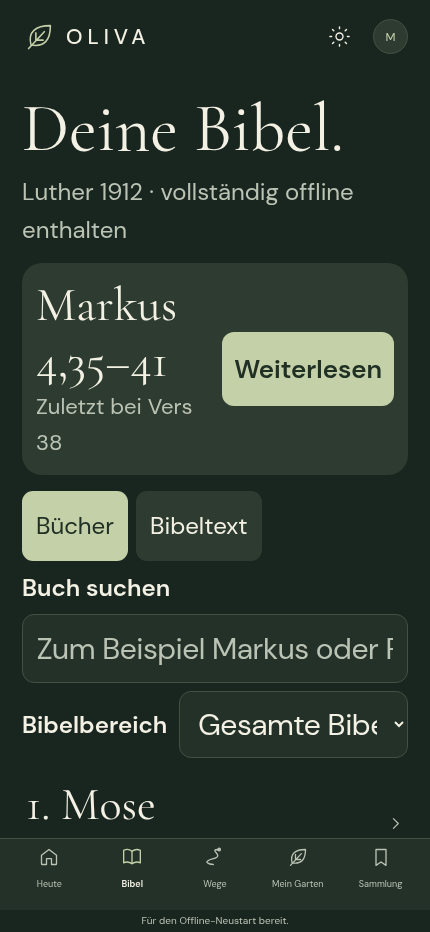 OLIVA
M
Deine Bibel.
Luther 1912 · vollständig offline
enthalten
Markus
4,35–41
Zuletzt bei Vers
38
Weiterlesen
Bücher
Bibeltext
Buch suchen
Zum Beispiel Markus oder
Bibelbereich
Gesamte
1. Mose
Heute
Bibel
Wege
Mein Garten
Sammlung
Für den Offline-Neustart bereit.